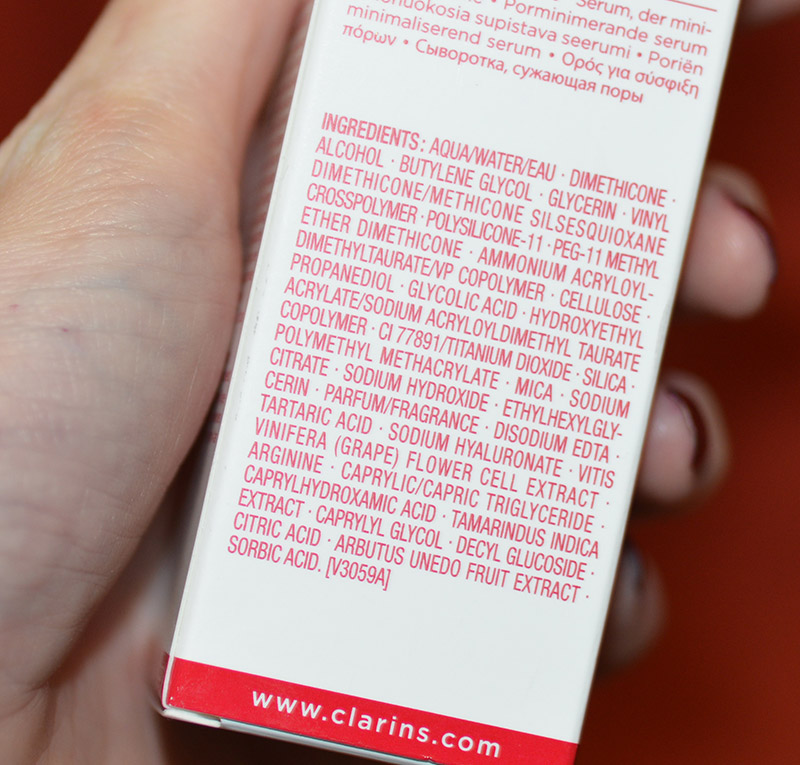 Serum, der mini-
supistava seerumi • Porminimerande serum
minimaliserend serum • Ορός για σύσφιξη • Poriën
πόρων • Сыворотка, сужающая поры
INGREDIENTS: AQUA/WATER/EAU · DIMETHICONE ·
ALCOHOL · BUTYLENE GLYCOL · GLYCERIN · VINYL
DIMETHICONE/METHICONE SILSESQUIOXANE
CROSSPOLYMER · POLYSILICONE-11 · PEG-11 METHYL
ETHER DIMETHICONE · AMMONIUM ACRYLOYL-
DIMETHYLTAURATE/VP COPOLYMER · CELLULOSE ·
PROPANEDIOL · GLYCOLIC ACID · HYDROXYETHYL
ACRYLATE/SODIUM ACRYLOYLDIMETHYL TAURATE
COPOLYMER · CI 77891/TITANIUM DIOXIDE · SILICA ·
POLYMETHYL METHACRYLATE · MICA · SODIUM
CITRATE · SODIUM HYDROXIDE · ETHYLHEXYLGLY-
CERIN · PARFUM/FRAGRANCE · DISODIUM EDTA ·
TARTARIC ACID · SODIUM HYALURONATE · VITIS
VINIFERA (GRAPE) FLOWER CELL EXTRACT ·
ARGININE · CAPRYLIC/CAPRIC TRIGLYCERIDE ·
CAPRYLHYDROXAMIC ACID · TAMARINDUS INDICA
EXTRACT · CAPRYLYL GLYCOL · DECYL GLUCOSIDE ·
CITRIC ACID · ARBUTUS UNEDO FRUIT EXTRACT ·
SORBIC ACID. [V3059A]
www.clarins.com